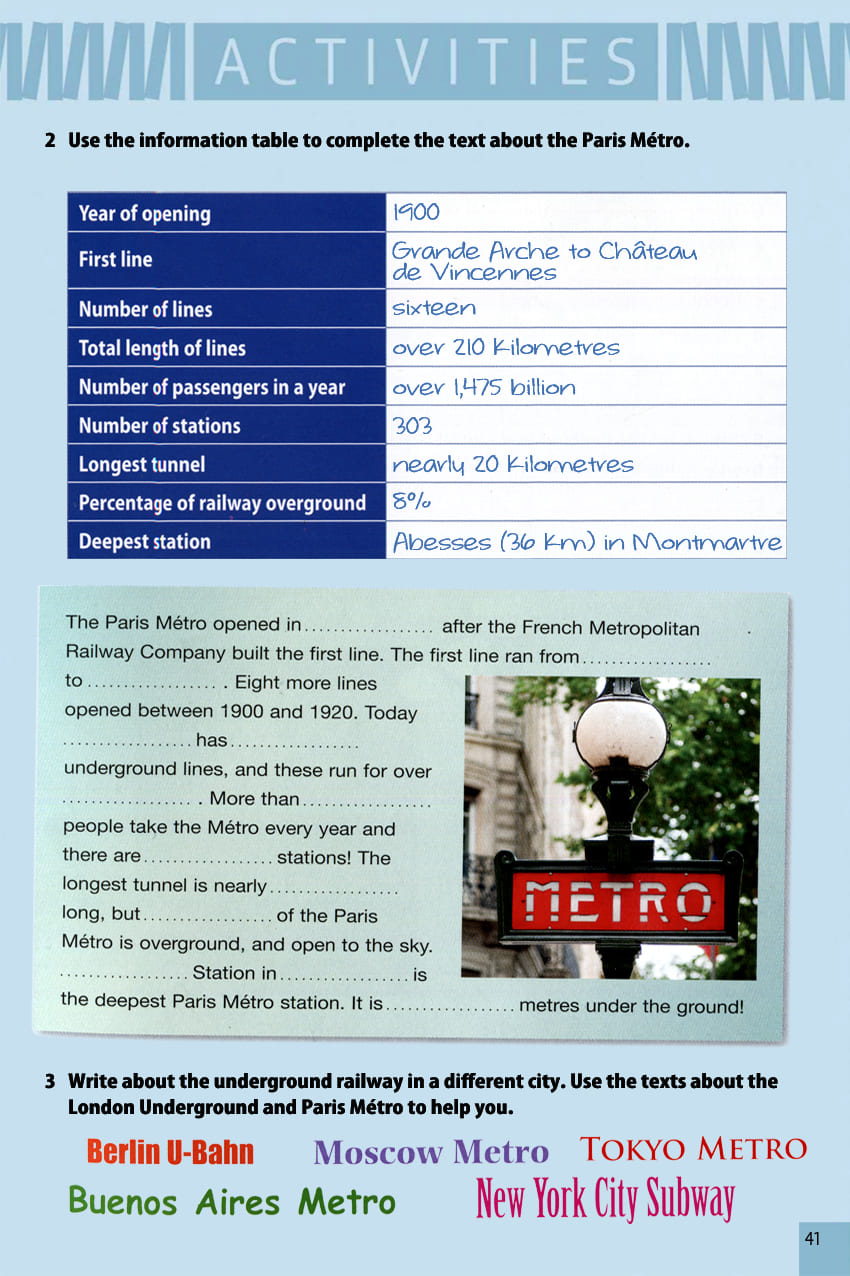 ACTIVITIES
2 Use the information table to complete the text about the Paris Métro.
Year of opening 1900
First line Grande Arche to Château
de Vincennes
Number of lines sixteen
Total length of lines over 210 kilometres
Number of passengers in a year over 1,475 billion
Number of stations 303
Longest tunnel nearly 20 kilometres
Percentage of railway overground 8%
Deepest station Abesses (36 km) in Montmartre
The Paris Métro opened in .................. after the French Metropolitan
Railway Company built the first line. The first line ran from ..................
to .................. . Eight more lines
opened between 1900 and 1920. Today
.................. has ..................
underground lines, and these run for over
.................. . More than ..................
people take the Métro every year and
there are .................. stations! The
longest tunnel is nearly ..................
long, but .................. of the Paris
Métro is overground, and open to the sky.
.................. Station in .................. is
the deepest Paris Métro station. It is .................. metres under the ground!
METRO
3 Write about the underground railway in a different city. Use the texts about the
London Underground and Paris Métro to help you.
Berlin U-Bahn Moscow Metro Tokyo Metro
Buenos Aires Metro New York City Subway
41